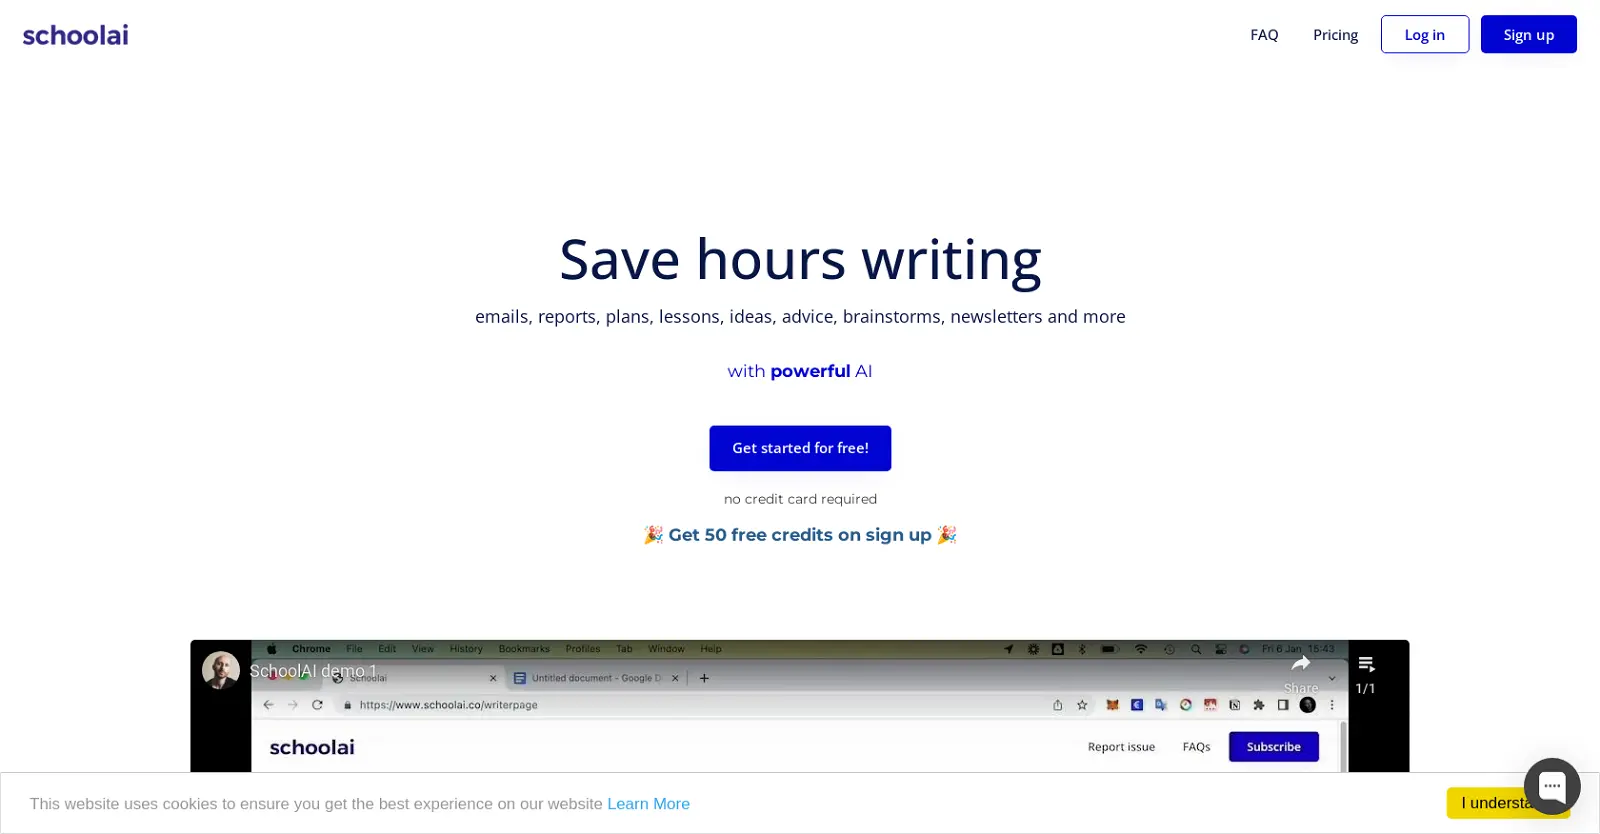 schoolai
FAQ
Pricing
Log in
Sign up
Save hours writing
emails, reports, plans, lessons, ideas, advice, brainstorms, newsletters and more
with powerful AI
Get started for free!
no credit card required
🎉 Get 50 free credits on sign up 🎉
Chrome File Edit View History Bookmarks Profiles Tab Window Help
Fri 6 Jan 15:43
SchoolAI demo 1
Schoolai
Untitled document - Google D
Share
1/1
https://www.schoolai.co/writerpage
schoolai
Report issue
FAQs
Subscribe
This website uses cookies to ensure you get the best experience on our website Learn More
I understa